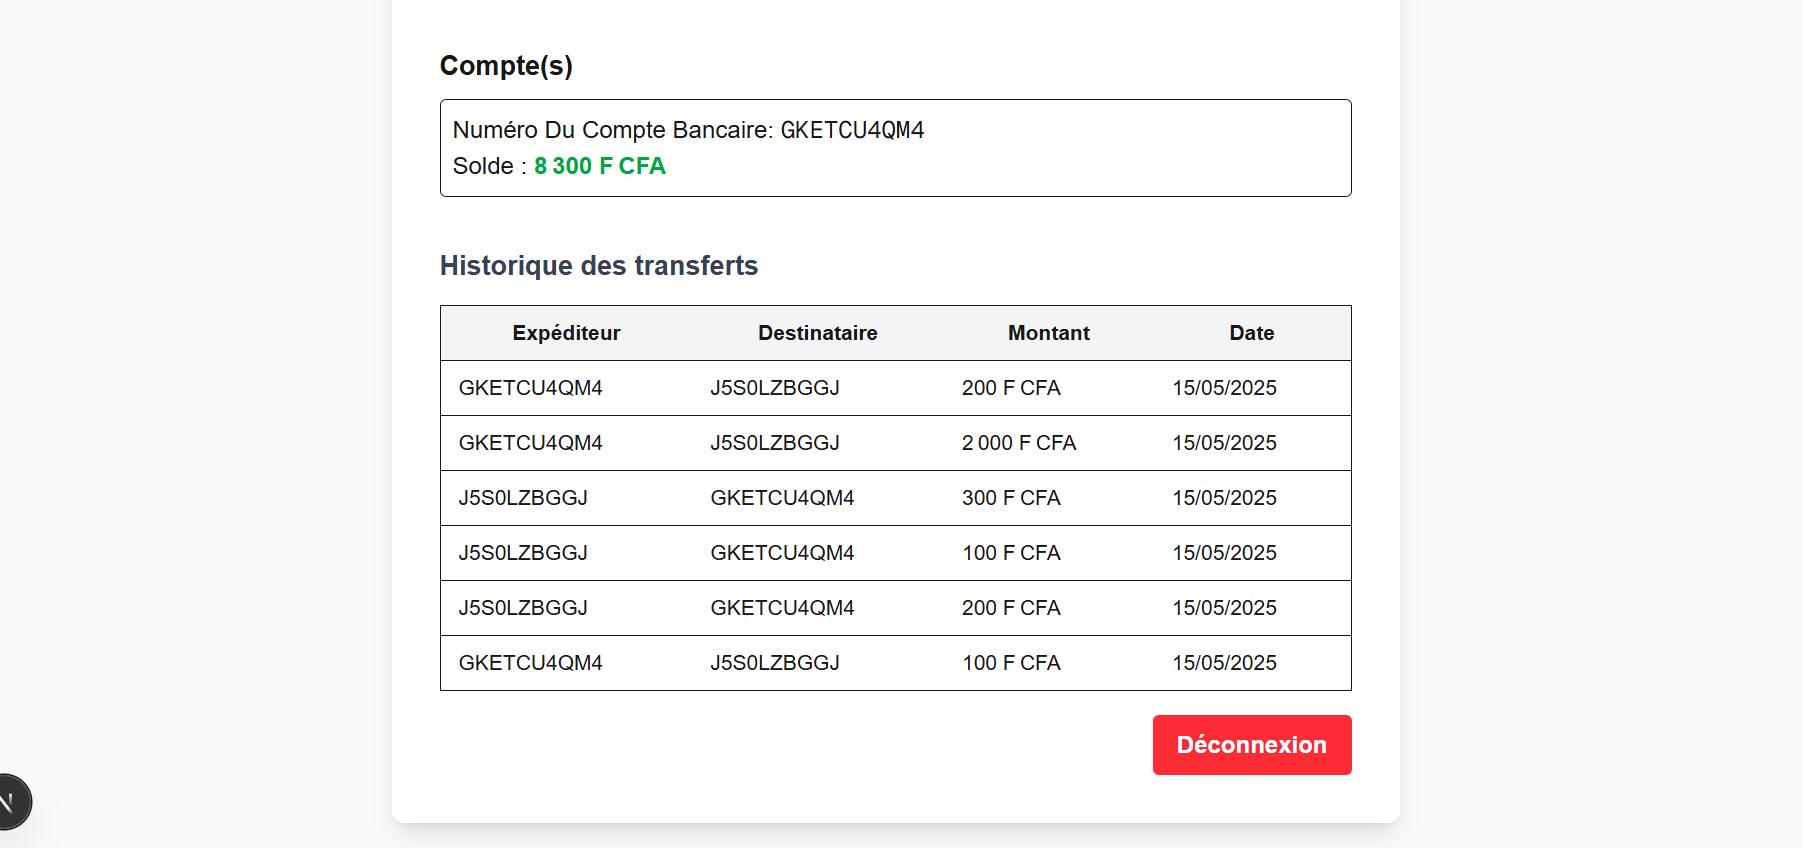 Compte(s)
Numéro Du Compte Bancaire: GKETCU4QM4
Solde : 8 300 F CFA
Historique des transferts
Expéditeur Destinataire Montant Date
GKETCU4QM4 J5S0LZBGGJ 200 F CFA 15/05/2025
GKETCU4QM4 J5S0LZBGGJ 2 000 F CFA 15/05/2025
J5S0LZBGGJ GKETCU4QM4 300 F CFA 15/05/2025
J5S0LZBGGJ GKETCU4QM4 100 F CFA 15/05/2025
J5S0LZBGGJ GKETCU4QM4 200 F CFA 15/05/2025
GKETCU4QM4 J5S0LZBGGJ 100 F CFA 15/05/2025
Déconnexion
N